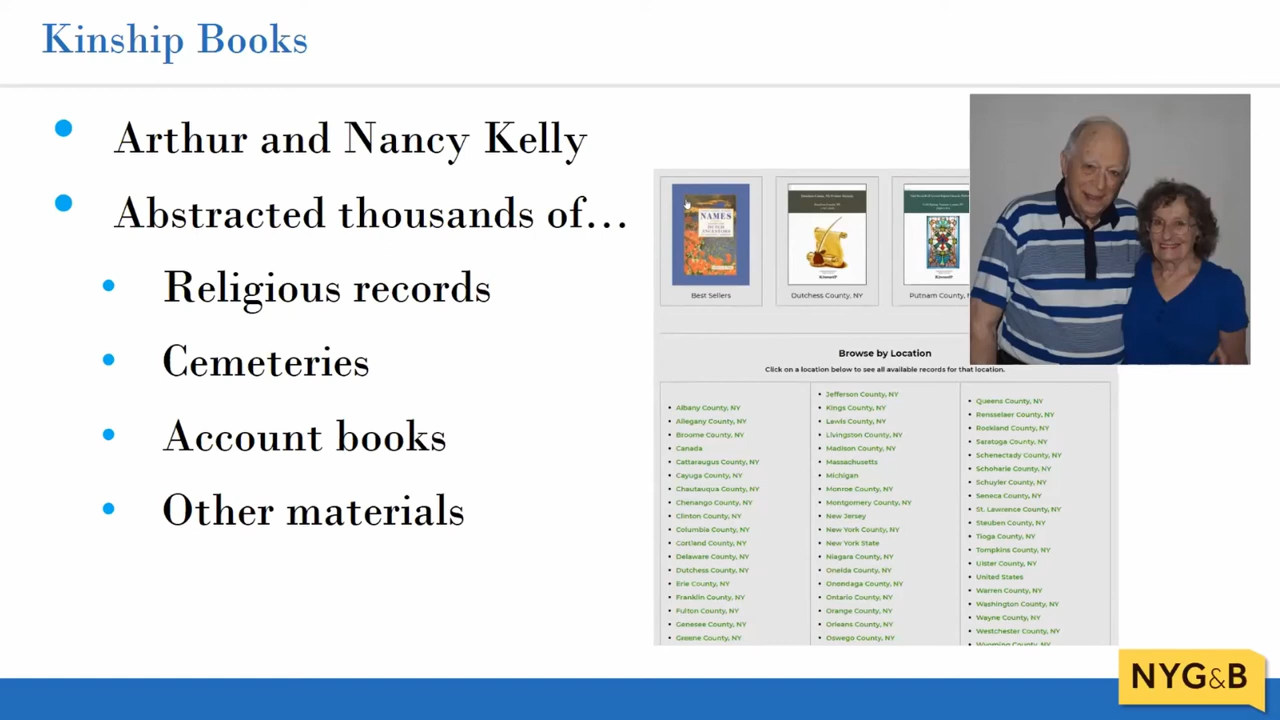 Kinship Books
Arthur and Nancy Kelly
Abstracted thousands of…
Religious records
Cemeteries
Account books
Other materials
NAMES
Best Sellers
Dutchess County, NY
Putnam County, N
Kinship
Browse by Location
Click on a location below to see all available records for that location.
Albany County, NY
Allegany County, NY
Broome County, NY
Canada
Cattaraugus County, NY
Cayuga County, NY
Chautauqua County, NY
Chenango County, NY
Clinton County, NY
Columbia County, NY
Cortland County, NY
Delaware County, NY
Dutchess County, NY
Erie County, NY
Franklin County, NY
Fulton County, NY
Genesee County, NY
Greene County, NY
Jefferson County, NY
Kings County, NY
Lewis County, NY
Livingston County, NY
Madison County, NY
Massachusetts
Michigan
Monroe County, NY
Montgomery County, NY
New Jersey
New York County, NY
New York State
Niagara County, NY
Oneida County, NY
Onondaga County, NY
Ontario County, NY
Orange County, NY
Orleans County, NY
Oswego County, NY
Queens County, NY
Rensselaer County, NY
Rockland County, NY
Saratoga County, NY
Schenectady County, NY
Schoharie County, NY
Schuyler County, NY
Seneca County, NY
St. Lawrence County, NY
Steuben County, NY
Tioga County, NY
Tompkins County, NY
Ulster County, NY
United States
Warren County, NY
Washington County, NY
Wayne County, NY
Westchester County, NY
Wyoming County, NY
NYG&B